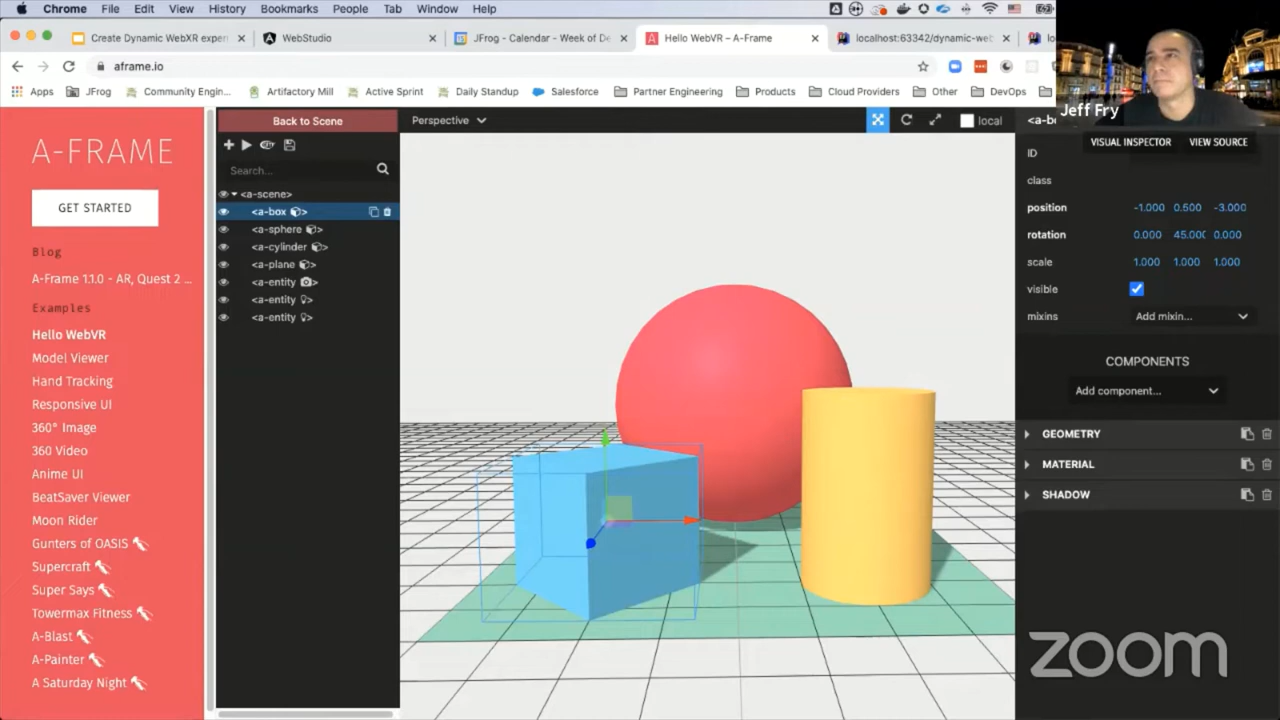 Chrome File Edit View History Bookmarks People Tab Window Help
Create Dynamic WebXR exper × WebStudio × JFrog - Calendar - Week of De × Hello WebVR – A-Frame × localhost:63342/dynamic-web × lo
aframe.io
Apps JFrog Community Engin... Artifactory Mill Active Sprint Daily Standup Salesforce Partner Engineering Products Cloud Providers Other DevOps
Jeff Fry
A-FRAME
GET STARTED
Blog
A-Frame 1.1.0 - AR, Quest 2 ...
Examples
Hello WebVR
Model Viewer
Hand Tracking
Responsive UI
360° Image
360 Video
Anime UI
BeatSaver Viewer
Moon Rider
Gunters of OASIS
Supercraft
Super Says
Towermax Fitness
A-Blast
A-Painter
A Saturday Night
Back to Scene
Search...
<a-scene>
<a-box >
<a-sphere >
<a-cylinder >
<a-plane >
<a-entity >
<a-entity >
<a-entity >
Perspective local
<a-bo
VISUAL INSPECTOR VIEW SOURCE
ID
class
position -1.000 0.500 -3.000
rotation 0.000 45.000 0.000
scale 1.000 1.000 1.000
visible
mixins Add mixin...
COMPONENTS
Add component...
GEOMETRY
MATERIAL
SHADOW
zoom